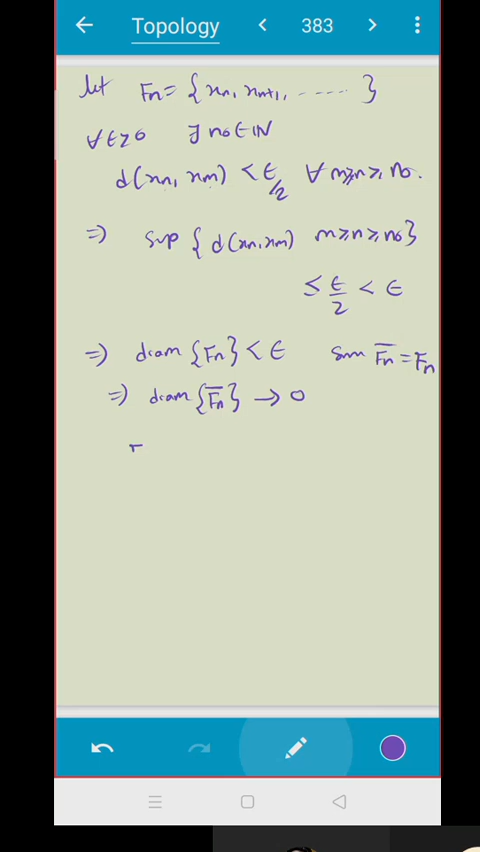 Topology
383
let Fn = { xn, xn+1, ------ }
∀ ε > 0 ∃ n0 ∈ IN
d(xn, xm) < ε/2 ∀ m ≥ n ≥ n0.
⇒ sup { d(xn, xm) m ≥ n ≥ n0 }
≤ ε/2 < ε
⇒ diam {Fn} < ε F̅n = Fn
⇒ diam {F̅n} → 0